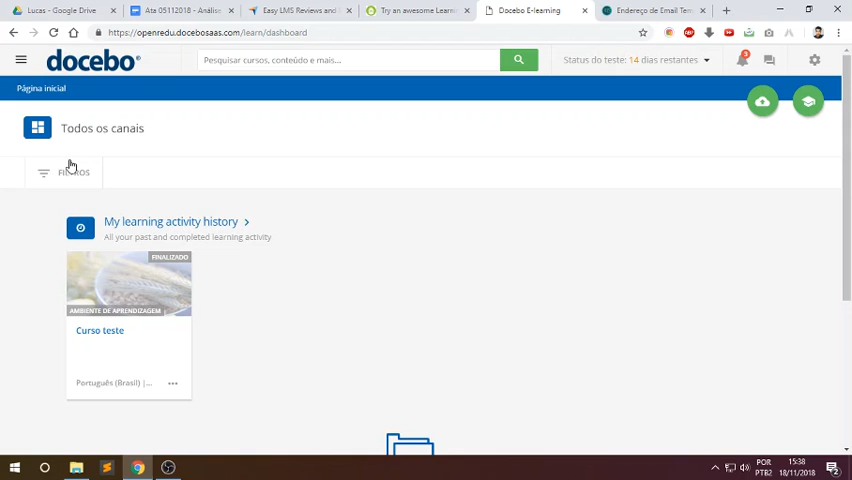 Lucas - Google Drive
Ata 05112018 - Análise
Easy LMS Reviews and
Try an awesome Learn
Docebo E-learning
Endereço de Email Tem
https://openredu.docebosaas.com/learn/dashboard
docebo
Pesquisar cursos, conteúdo e mais...
Status do teste: 14 dias restantes
3
Página inicial
Todos os canais
FILTROS
My learning activity history
All your past and completed learning activity
FINALIZADO
AMBIENTE DE APRENDIZAGEM
Curso teste
Português (Brasil) |...
POR
PTB2
15:38
18/11/2018
2